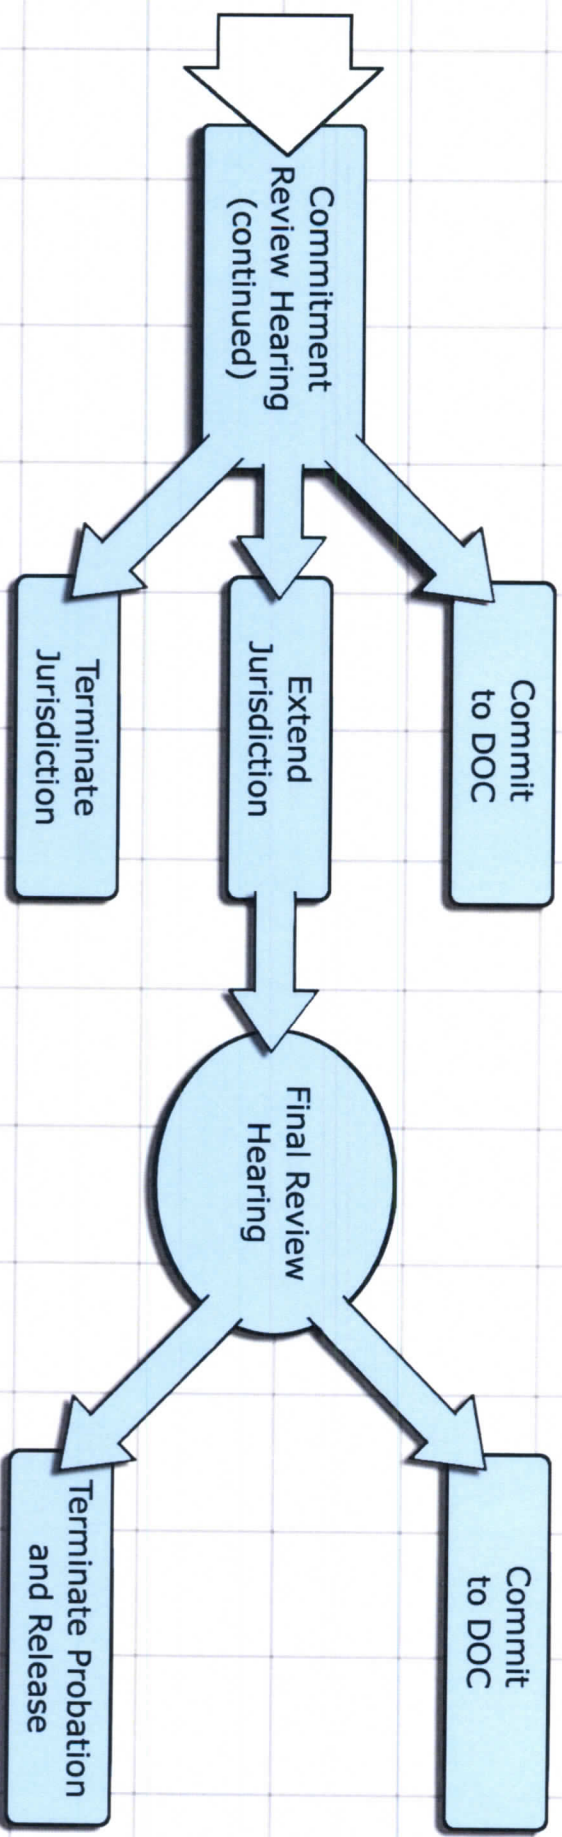 Commitment
Review Hearing
(continued)
Commit
to DOC
Extend
Jurisdiction
Terminate
Jurisdiction
Final Review
Hearing
Commit
to DOC
Terminate Probation
and Release